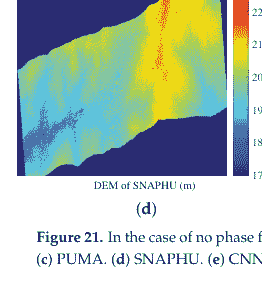 22
21
20
19
18
17
DEM of SNAPHU (m)
(d)
Figure 21. In the case of no phase f
(c) PUMA. (d) SNAPHU. (e) CNN